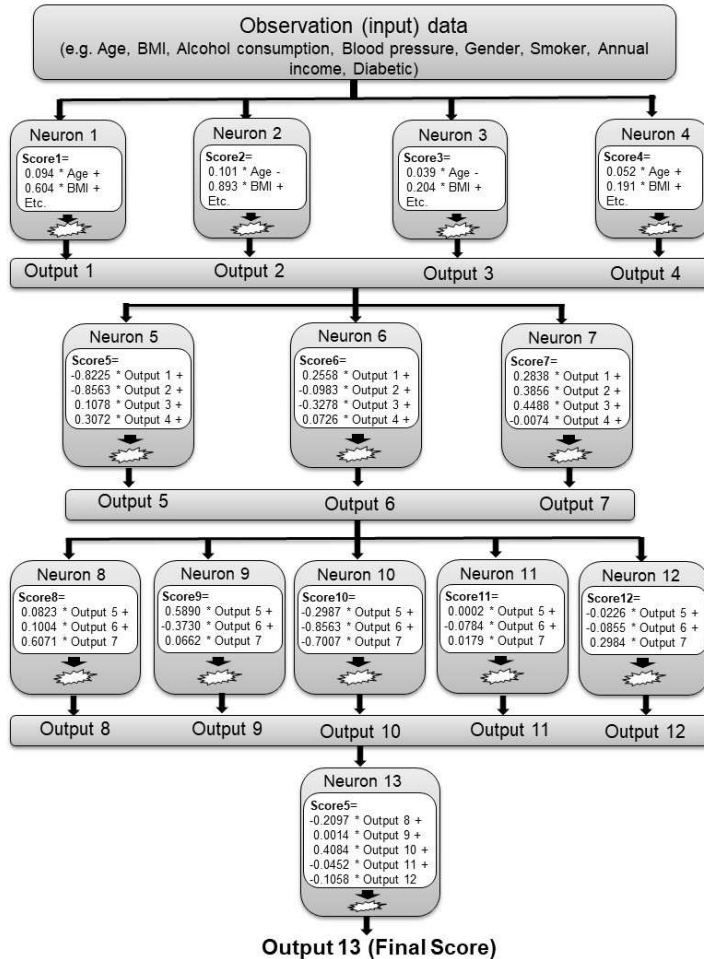 Observation (input) data
(e.g. Age, BMI, Alcohol consumption, Blood pressure, Gender, Smoker, Annual
income, Diabetic)
Neuron 1
Score1=
0.094 * Age +
0.604 * BMI +
Etc.
Neuron 2
Score2=
0.101 * Age -
0.893 * BMI +
Etc.
Neuron 3
Score3=
0.039 * Age -
0.204 * BMI +
Etc.
Neuron 4
Score4=
0.052 * Age +
0.191 * BMI +
Etc.
Output 1
Output 2
Output 3
Output 4
Neuron 5
Score5=
-0.8225 * Output 1 +
-0.8563 * Output 2 +
0.1078 * Output 3 +
0.3072 * Output 4 +
Neuron 6
Score6=
0.2558 * Output 1 +
-0.0983 * Output 2 +
-0.3278 * Output 3 +
0.0726 * Output 4 +
Neuron 7
Score7=
0.2838 * Output 1 +
0.3856 * Output 2 +
0.4488 * Output 3 +
-0.0074 * Output 4 +
Output 5
Output 6
Output 7
Neuron 8
Score8=
0.0823 * Output 5 +
0.1004 * Output 6 +
0.6071 * Output 7
Neuron 9
Score9=
0.5890 * Output 5 +
-0.3730 * Output 6 +
0.0662 * Output 7
Neuron 10
Score10=
-0.2987 * Output 5 +
-0.8563 * Output 6 +
-0.7007 * Output 7
Neuron 11
Score11=
0.0002 * Output 5 +
-0.0784 * Output 6 +
0.0179 * Output 7
Neuron 12
Score12=
-0.0226 * Output 5 +
-0.0855 * Output 6 +
0.2984 * Output 7
Output 8
Output 9
Output 10
Output 11
Output 12
Neuron 13
Score5=
-0.2097 * Output 8 +
0.0014 * Output 9 +
0.4084 * Output 10 +
-0.0452 * Output 11 +
-0.1058 * Output 12
Output 13 (Final Score)